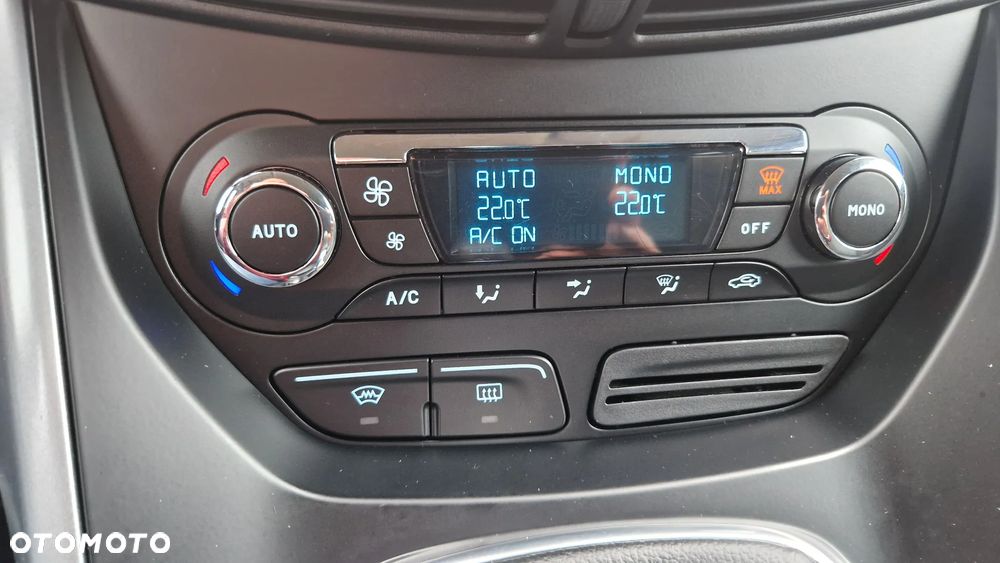 AUTO MONO
22.0°C 22.0°C
A/C ON
AUTO
MAX
OFF
MONO
A/C
OTOMOTO